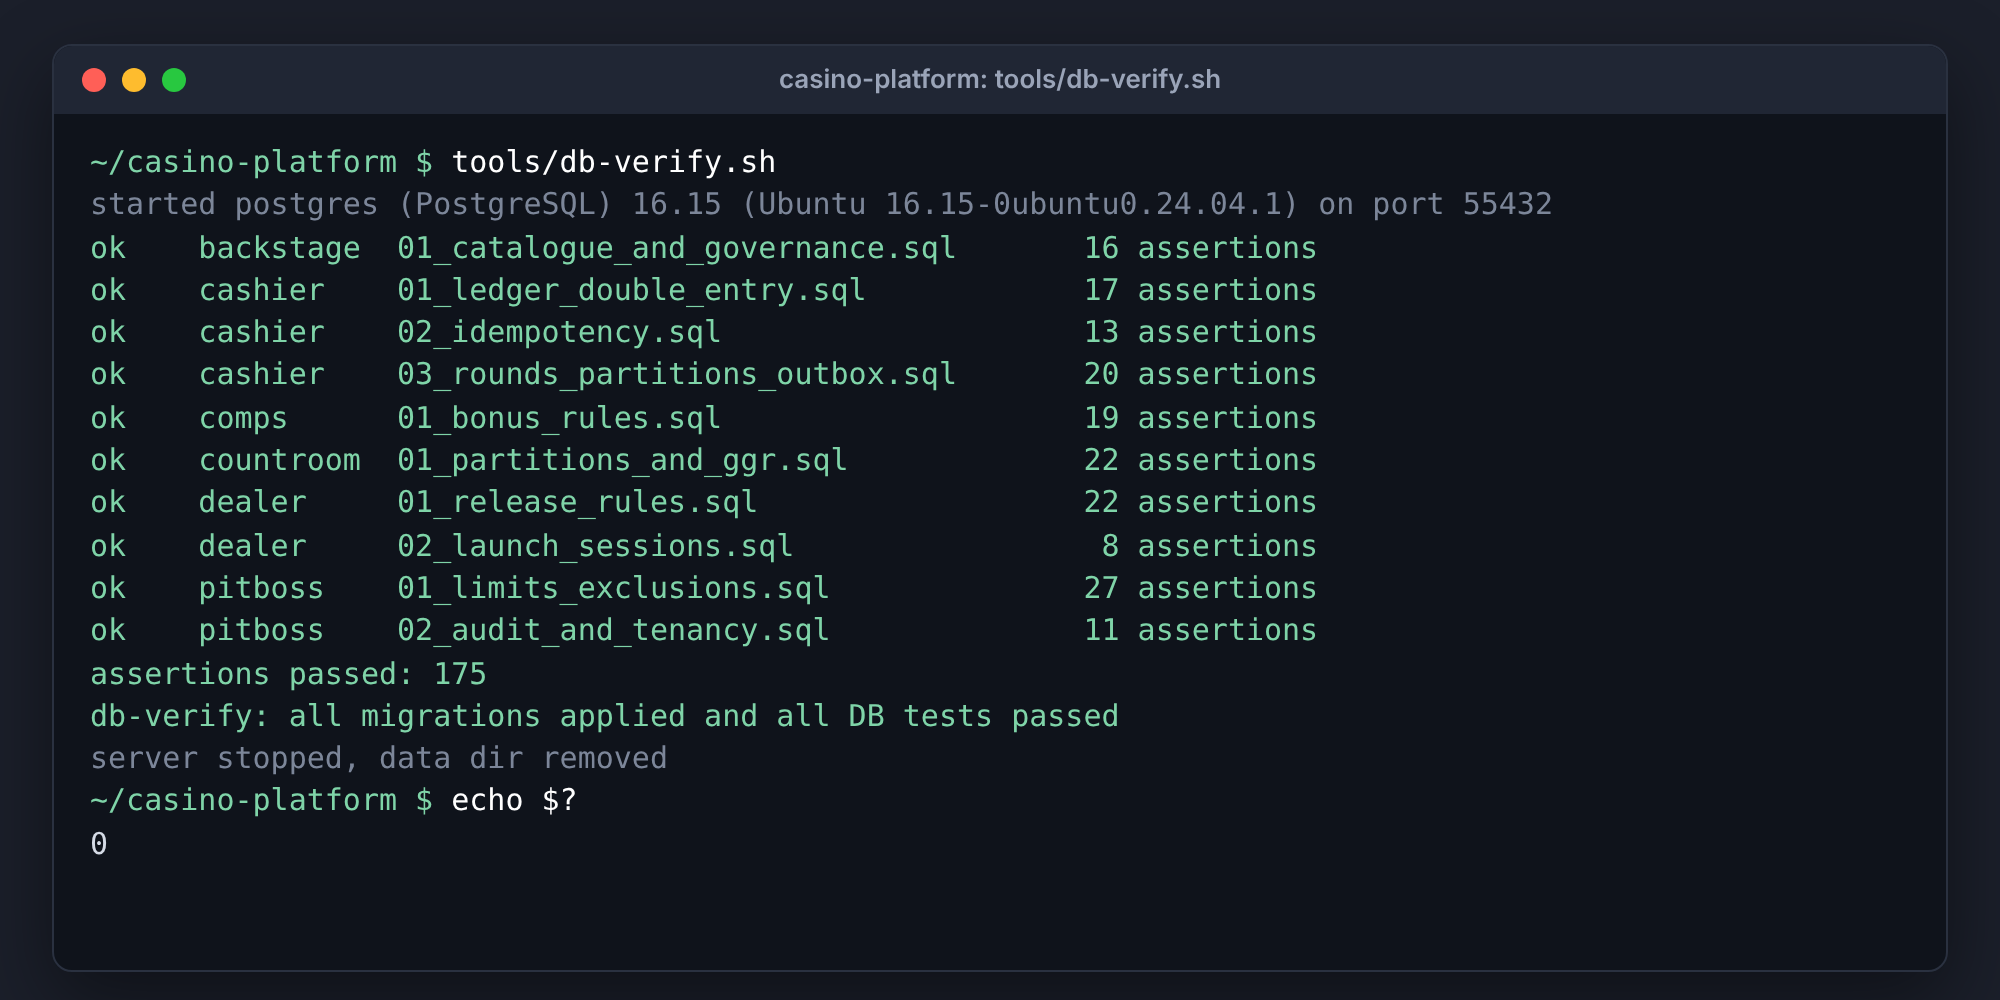 casino-platform: tools/db-verify.sh
~/casino-platform $ tools/db-verify.sh
started postgres (PostgreSQL) 16.15 (Ubuntu 16.15-0ubuntu0.24.04.1) on port 55432
ok    backstage  01_catalogue_and_governance.sql       16 assertions
ok    cashier    01_ledger_double_entry.sql            17 assertions
ok    cashier    02_idempotency.sql                    13 assertions
ok    cashier    03_rounds_partitions_outbox.sql       20 assertions
ok    comps      01_bonus_rules.sql                    19 assertions
ok    countroom  01_partitions_and_ggr.sql             22 assertions
ok    dealer     01_release_rules.sql                  22 assertions
ok    dealer     02_launch_sessions.sql                 8 assertions
ok    pitboss    01_limits_exclusions.sql              27 assertions
ok    pitboss    02_audit_and_tenancy.sql              11 assertions
assertions passed: 175
db-verify: all migrations applied and all DB tests passed
server stopped, data dir removed
~/casino-platform $ echo $?
0